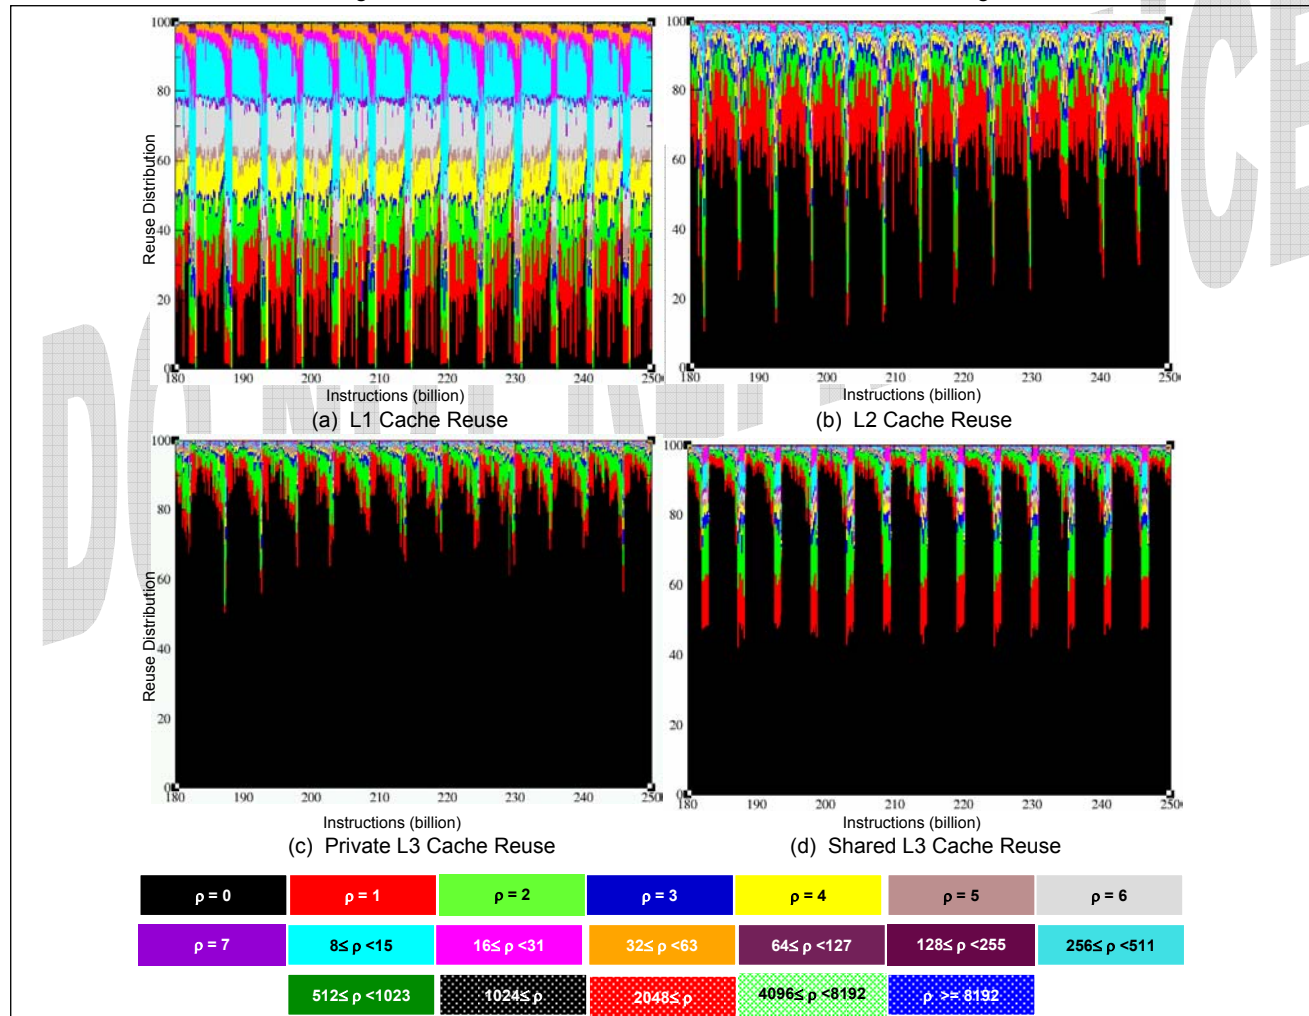 100
80
60
40
20
0
Reuse Distribution
180 190 200 210 220 230 240 250
Instructions (billion)
(a) L1 Cache Reuse
100
80
60
40
20
0
180 190 200 210 220 230 240 250
Instructions (billion)
(b) L2 Cache Reuse
100
80
60
40
20
0
Reuse Distribution
180 190 200 210 220 230 240 250
Instructions (billion)
(c) Private L3 Cache Reuse
100
80
60
40
20
0
180 190 200 210 220 230 240 250
Instructions (billion)
(d) Shared L3 Cache Reuse
ρ = 0 ρ = 1 ρ = 2 ρ = 3 ρ = 4 ρ = 5 ρ = 6
ρ = 7 8≤ ρ <15 16≤ ρ <31 32≤ ρ <63 64≤ ρ <127 128≤ ρ <255 256≤ ρ <511
512≤ ρ <1023 1024≤ ρ 2048≤ ρ 4096≤ ρ <8192 ρ >= 8192